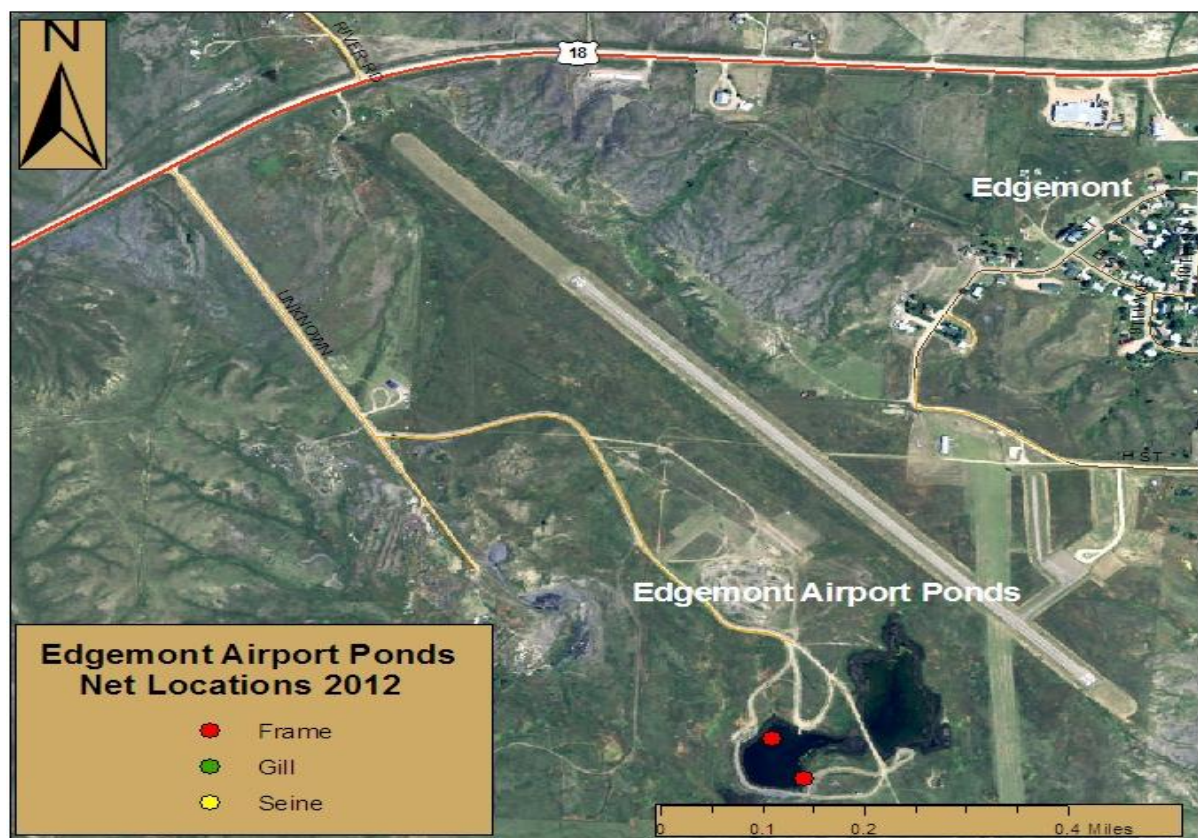 N
RIVER RD
18
Edgemont
UNKNOWN
H ST
Edgemont Airport Ponds
Edgemont Airport Ponds
Net Locations 2012
Frame
Gill
Seine
0 0.1 0.2 0.4 Miles